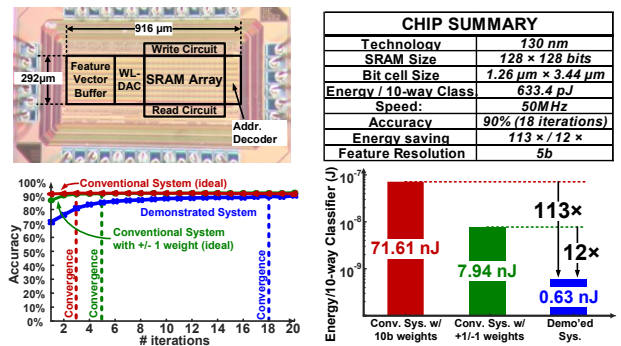 916 µm
Write Circuit
292µm
Feature
Vector
Buffer
WL-
DAC
SRAM Array
Read Circuit
Addr.
Decoder
CHIP SUMMARY
Technology 130 nm
SRAM Size 128 × 128 bits
Bit cell Size 1.26 µm × 3.44 µm
Energy / 10-way Class. 633.4 pJ
Speed: 50MHz
Accuracy 90% (18 iterations)
Energy saving 113 × / 12 ×
Feature Resolution 5b
Accuracy
100%
90%
80%
70%
60%
50%
40%
30%
20%
10%
0%
Conventional System (ideal)
Demonstrated System
Conventional System
with +/- 1 weight (ideal)
Convergence
Convergence
Convergence
2 4 6 8 10 12 14 16 18 20
# iterations
Energy/10-way Classifier (J)
10-7
10-8
10-9
113×
12×
71.61 nJ
7.94 nJ
0.63 nJ
Conv. Sys. w/
10b weights
Conv. Sys. w/
+1/-1 weights
Demo'ed
Sys.